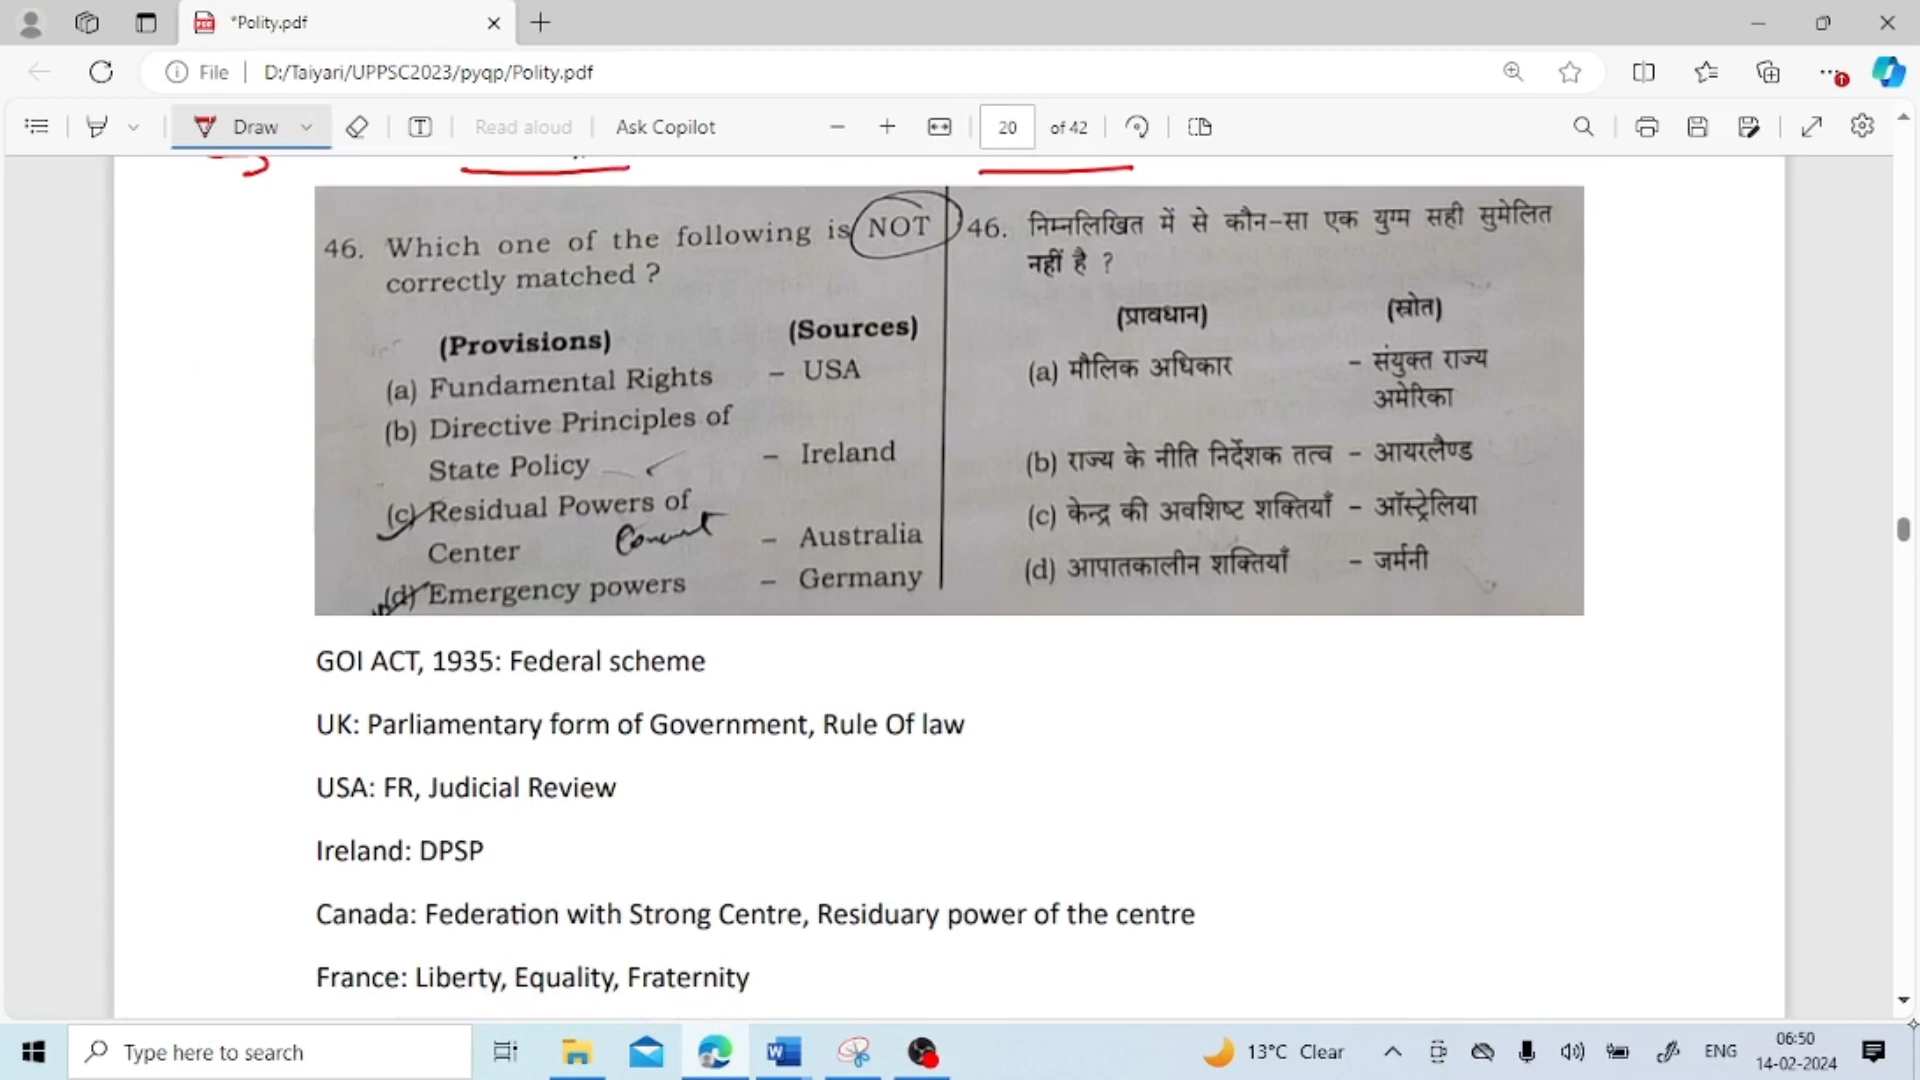 *Polity.pdf
File
D:/Taiyari/UPPSC2023/pyqp/Polity.pdf
Draw
Read aloud
Ask Copilot
20
of 42
46. Which one of the following is NOT
correctly matched ?
(Provisions) (Sources)
(a) Fundamental Rights – USA
(b) Directive Principles of
State Policy – Ireland
(c) Residual Powers of
Center – Australia
(d) Emergency powers – Germany
46. निम्नलिखित में से कौन-सा एक युग्म सही सुमेलित
नहीं है ?
(प्रावधान) (स्रोत)
(a) मौलिक अधिकार – संयुक्त राज्य
अमेरिका
(b) राज्य के नीति निर्देशक तत्व – आयरलैण्ड
(c) केन्द्र की अवशिष्ट शक्तियाँ – ऑस्ट्रेलिया
(d) आपातकालीन शक्तियाँ – जर्मनी
GOI ACT, 1935: Federal scheme
UK: Parliamentary form of Government, Rule Of law
USA: FR, Judicial Review
Ireland: DPSP
Canada: Federation with Strong Centre, Residuary power of the centre
France: Liberty, Equality, Fraternity
Type here to search
13°C Clear
ENG
06:50
14-02-2024